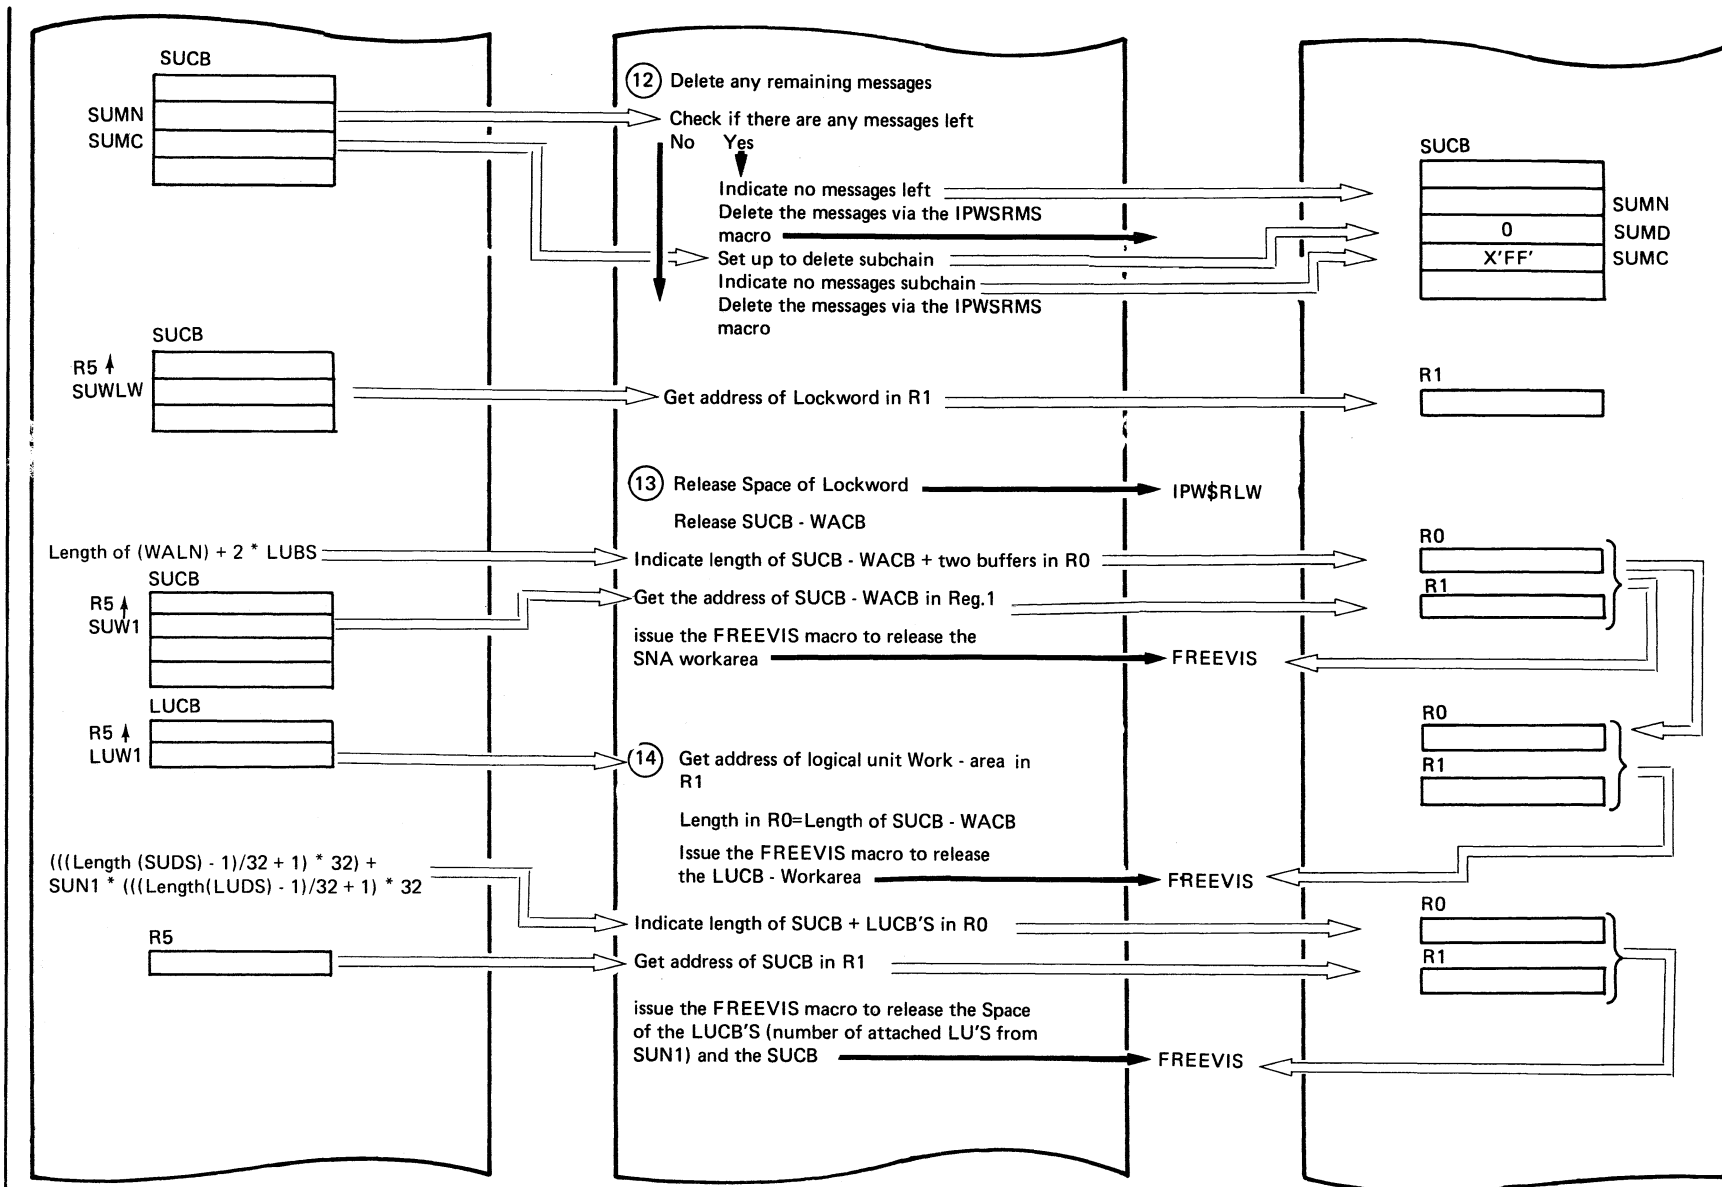 SUCB
SUMN
SUMC
12 Delete any remaining messages
Check if there are any messages left
No Yes
Indicate no messages left
Delete the messages via the IPWSRMS
macro
Set up to delete subchain
Indicate no messages subchain
Delete the messages via the IPWSRMS
macro
SUCB
SUMN
0 SUMD
X'FF' SUMC
SUCB
R5
SUWLW
Get address of Lockword in R1
R1
13 Release Space of Lockword
IPW$RLW
Release SUCB - WACB
Length of (WALN) + 2 * LUBS
Indicate length of SUCB - WACB + two buffers in R0
R0
SUCB
R5
SUW1
Get the address of SUCB - WACB in Reg.1
R1
issue the FREEVIS macro to release the
SNA workarea
FREEVIS
LUCB
R5
LUW1
14 Get address of logical unit Work - area in
R1
R0
R1
Length in R0=Length of SUCB - WACB
Issue the FREEVIS macro to release
the LUCB - Workarea
FREEVIS
(((Length (SUDS) - 1)/32 + 1) * 32) +
SUN1 * (((Length(LUDS) - 1)/32 + 1) * 32
Indicate length of SUCB + LUCB'S in R0
R0
R5
Get address of SUCB in R1
R1
issue the FREEVIS macro to release the Space
of the LUCB'S (number of attached LU'S from
SUN1) and the SUCB
FREEVIS